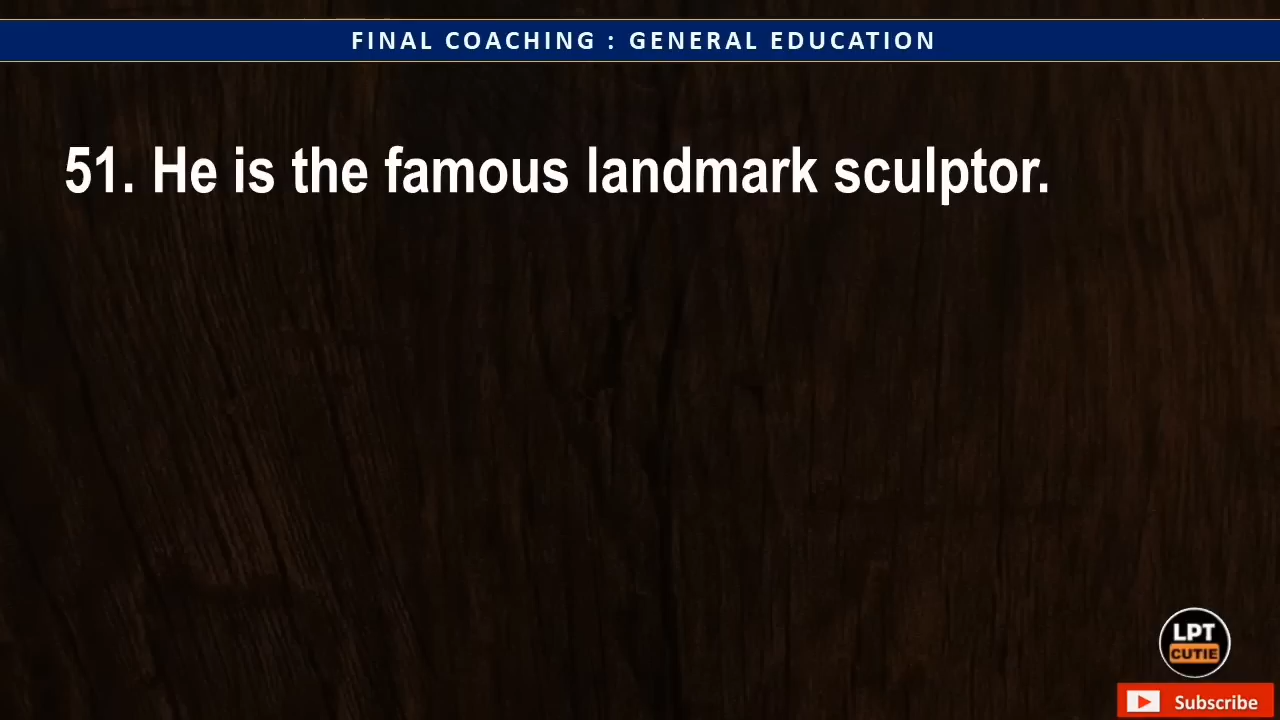 FINAL COACHING : GENERAL EDUCATION
51. He is the famous landmark sculptor.
LPT
CUTIE
Subscribe